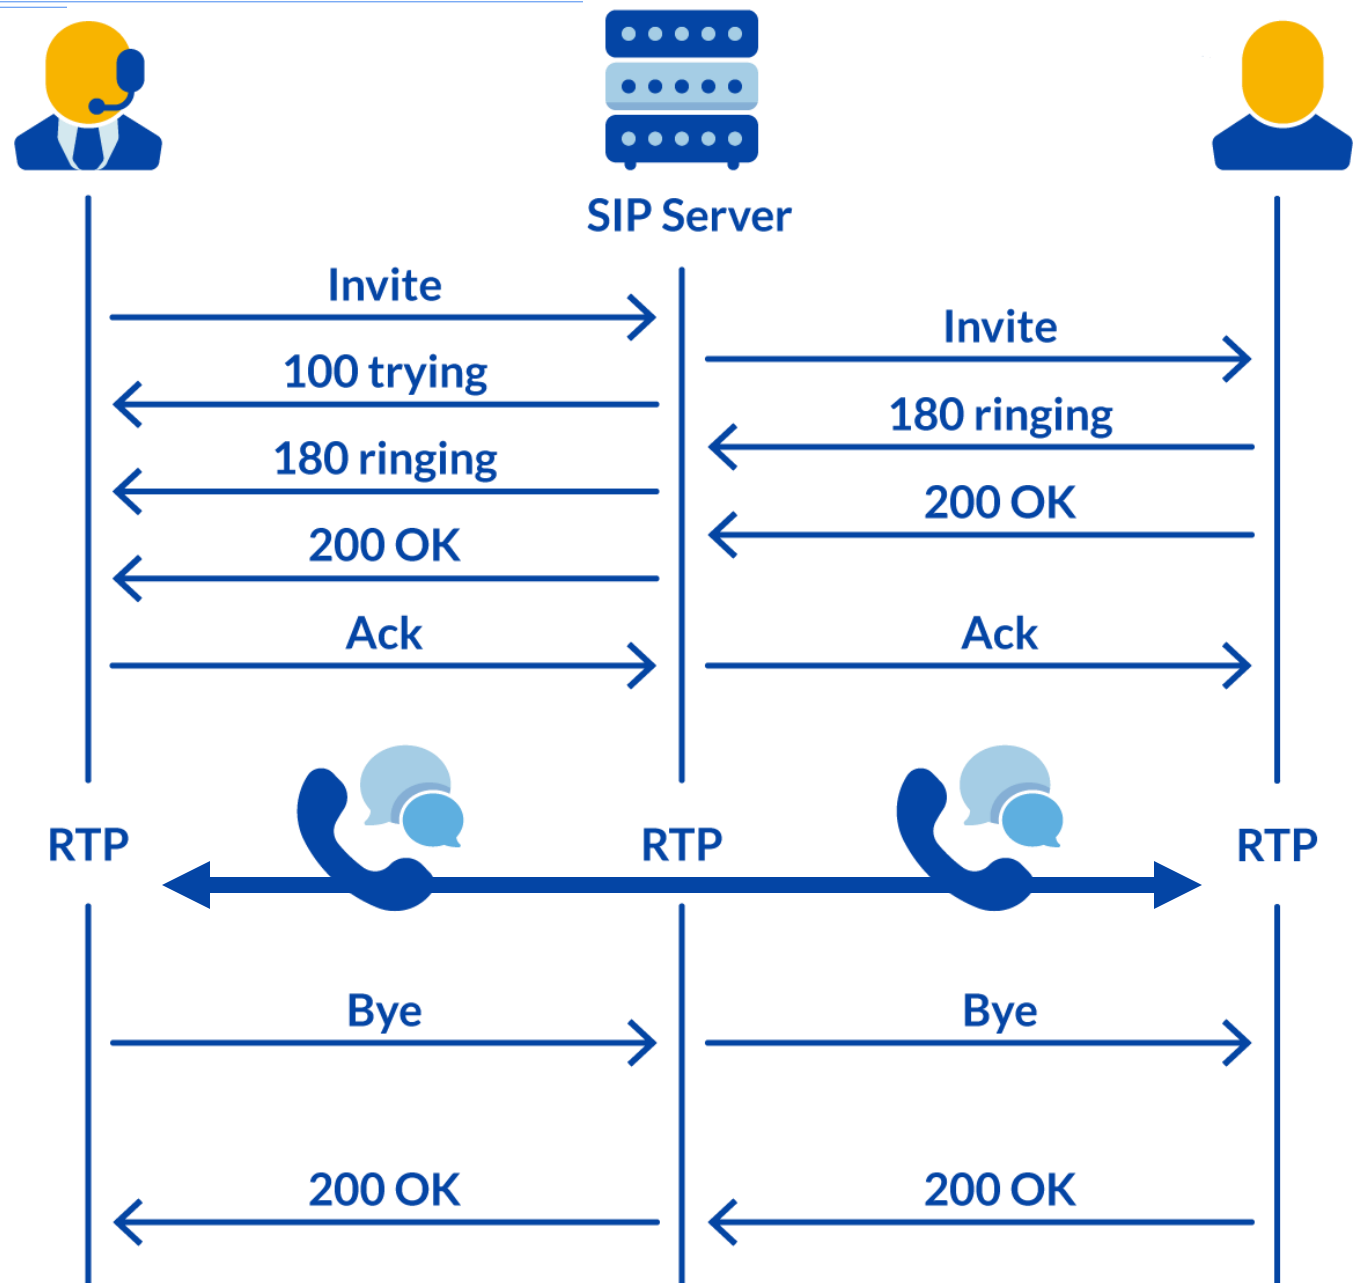 SIP Server
Invite
Invite
100 trying
180 ringing
180 ringing
200 OK
200 OK
Ack
Ack
RTP
RTP
RTP
Bye
Bye
200 OK
200 OK